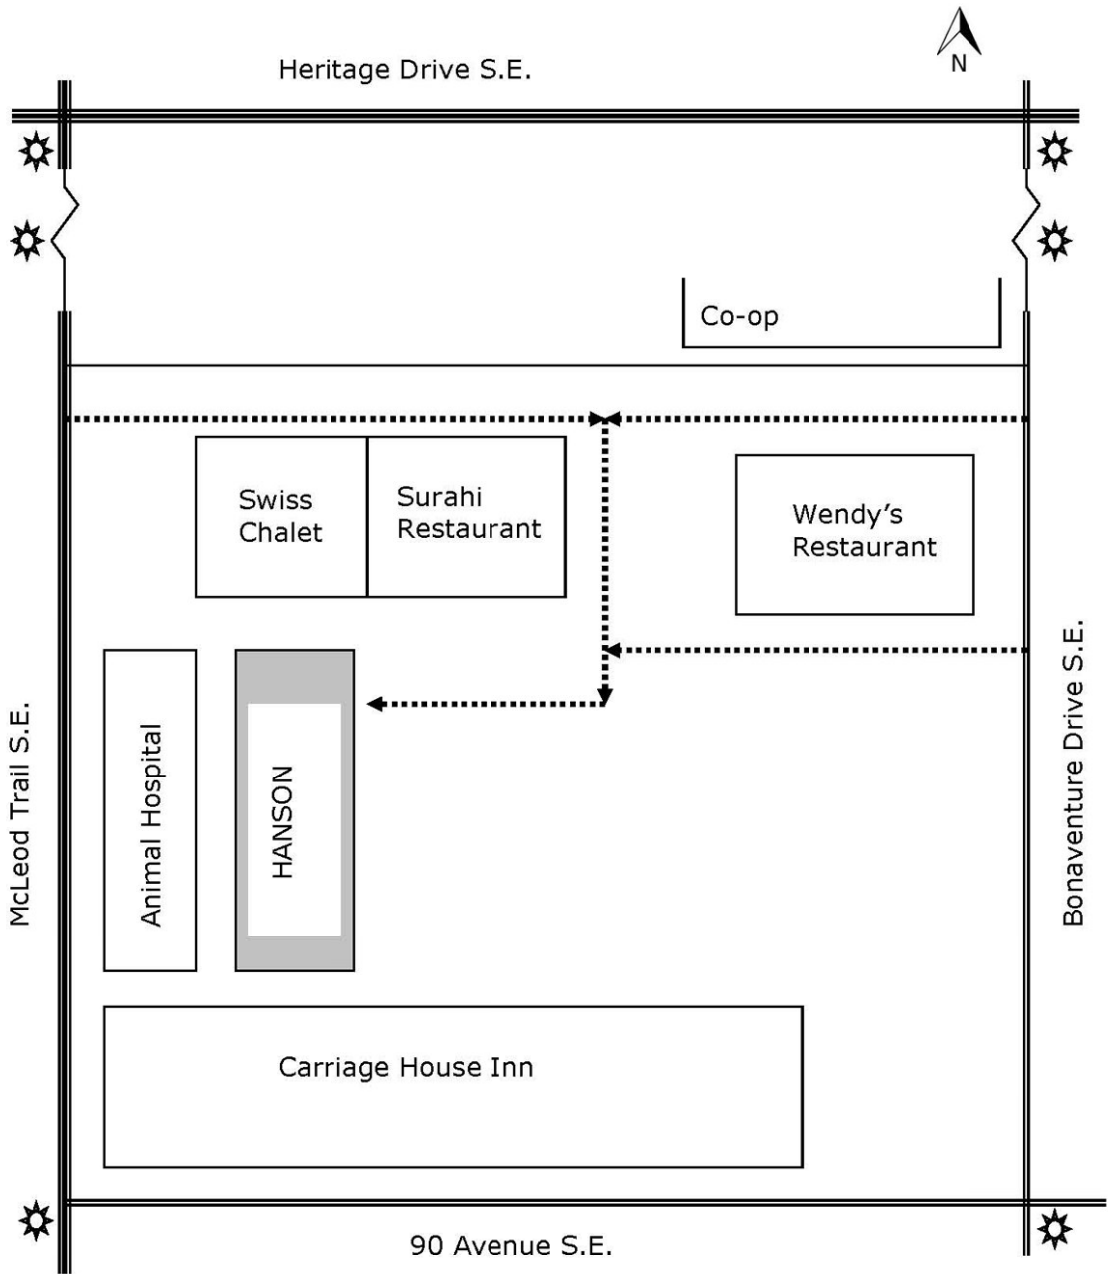 N
Heritage Drive S.E.
Co-op
Swiss
Chalet
Surahi
Restaurant
Wendy’s
Restaurant
McLeod Trail S.E.
Animal Hospital
HANSON
Bonaventure Drive S.E.
Carriage House Inn
90 Avenue S.E.